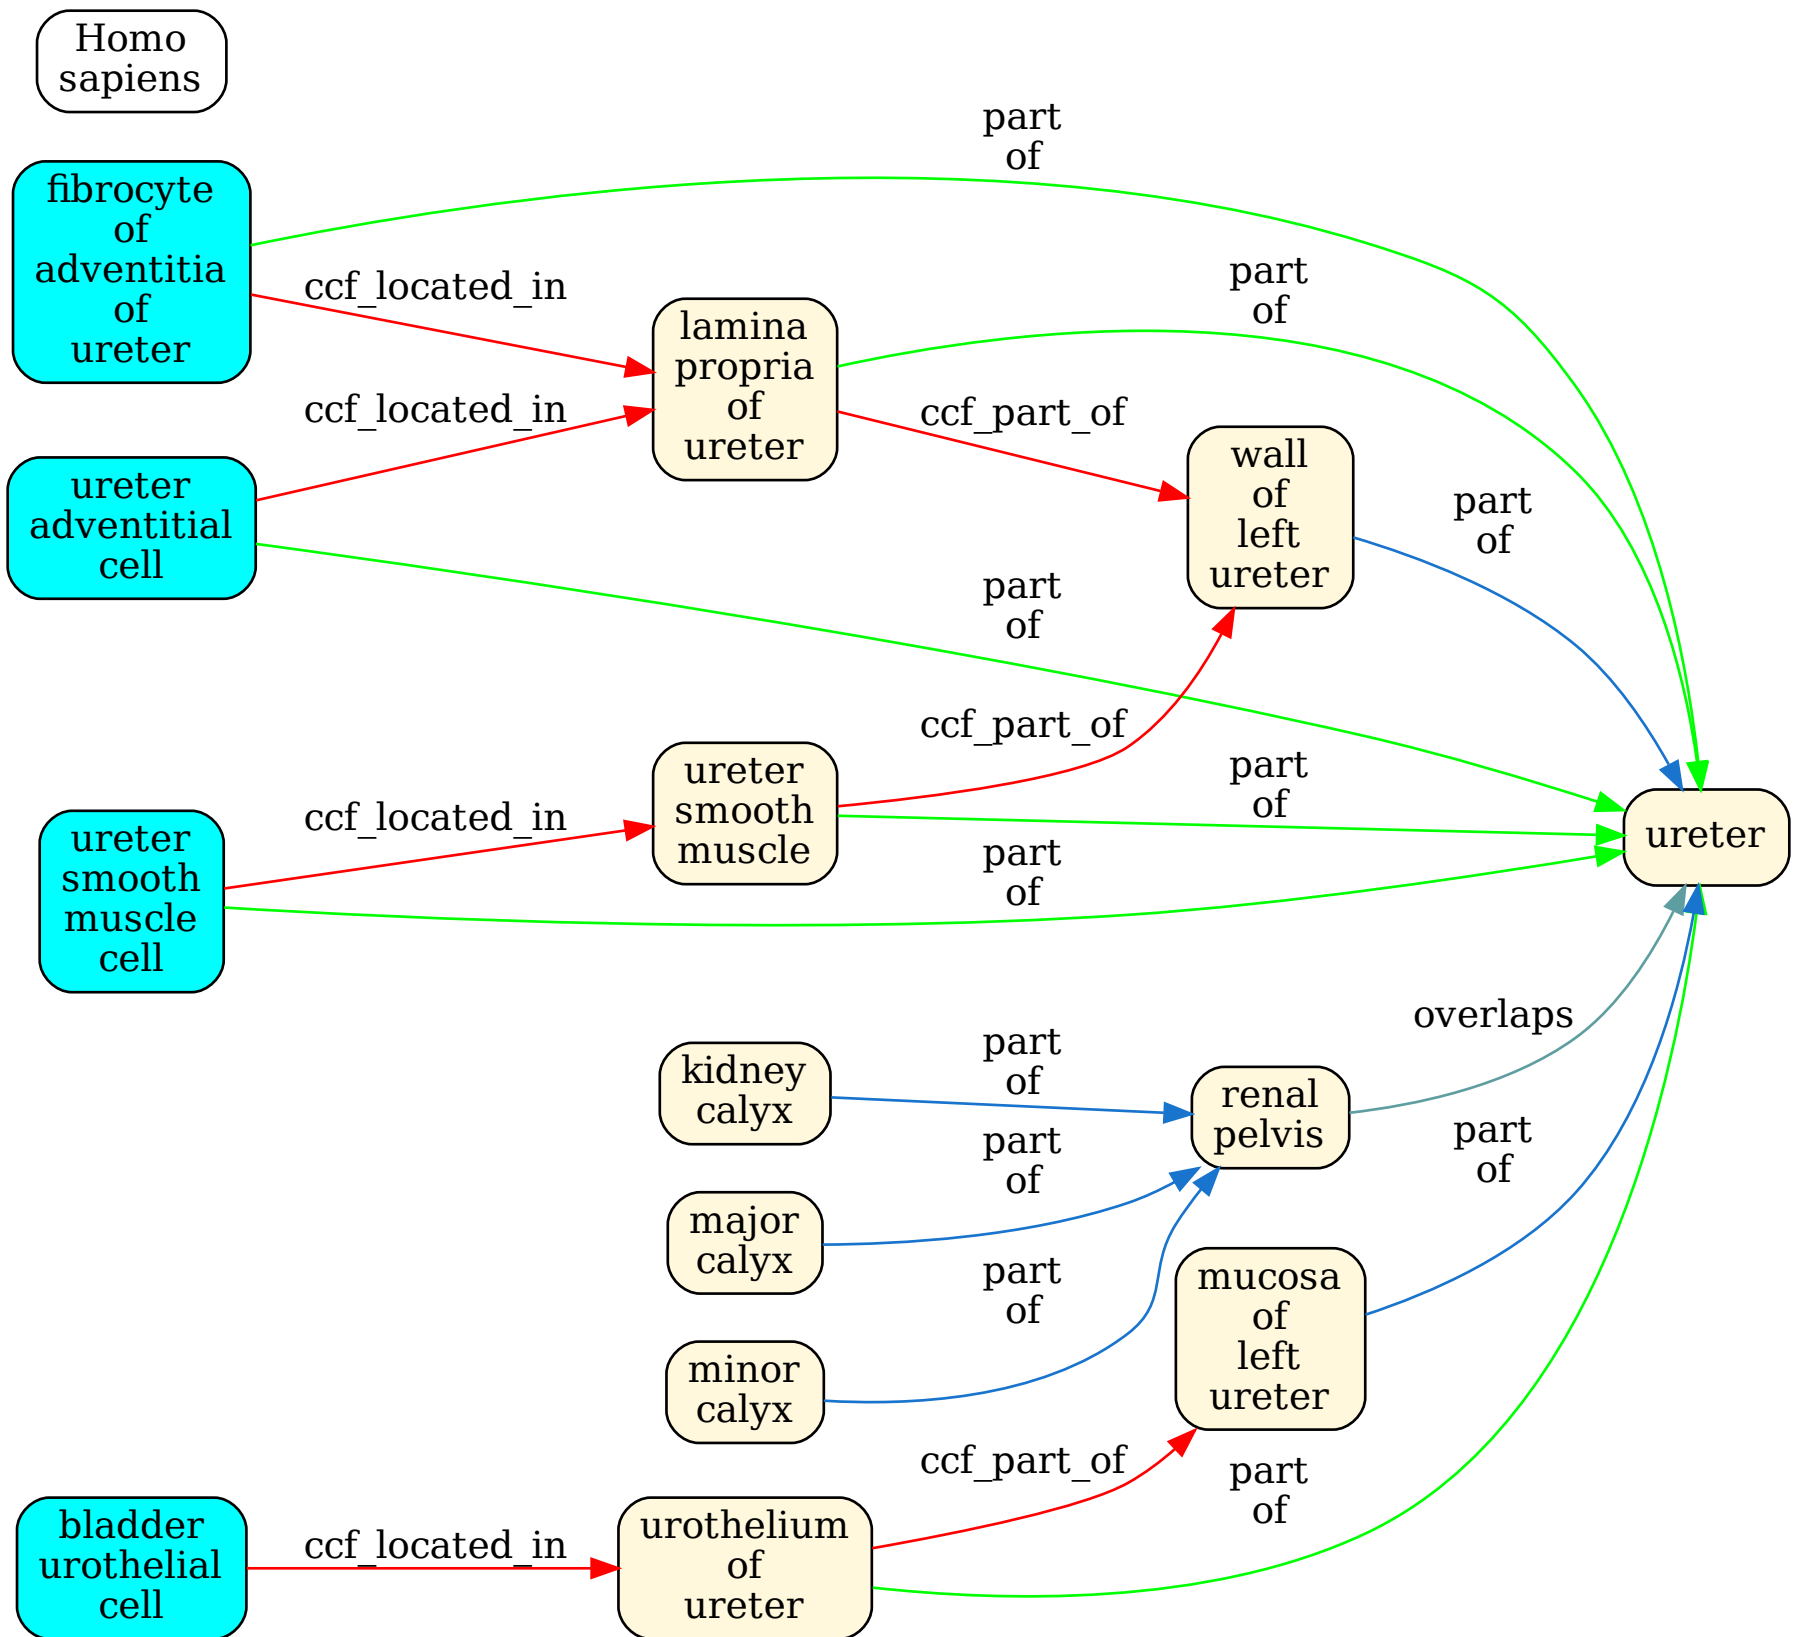 Homo
sapiens
part
of
fibrocyte
of
adventitia
of
ureter
ccf_located_in
part
of
lamina
propria
of
ureter
ccf_located_in
ccf_part_of
wall
of
left
ureter
part
of
ureter
adventitial
cell
part
of
ccf_part_of
ureter
smooth
muscle
part
of
ureter
ureter
smooth
muscle
cell
ccf_located_in
part
of
overlaps
kidney
calyx
part
of
renal
pelvis
part
of
part
of
major
calyx
mucosa
of
left
ureter
part
of
minor
calyx
ccf_part_of
part
of
bladder
urothelial
cell
ccf_located_in
urothelium
of
ureter